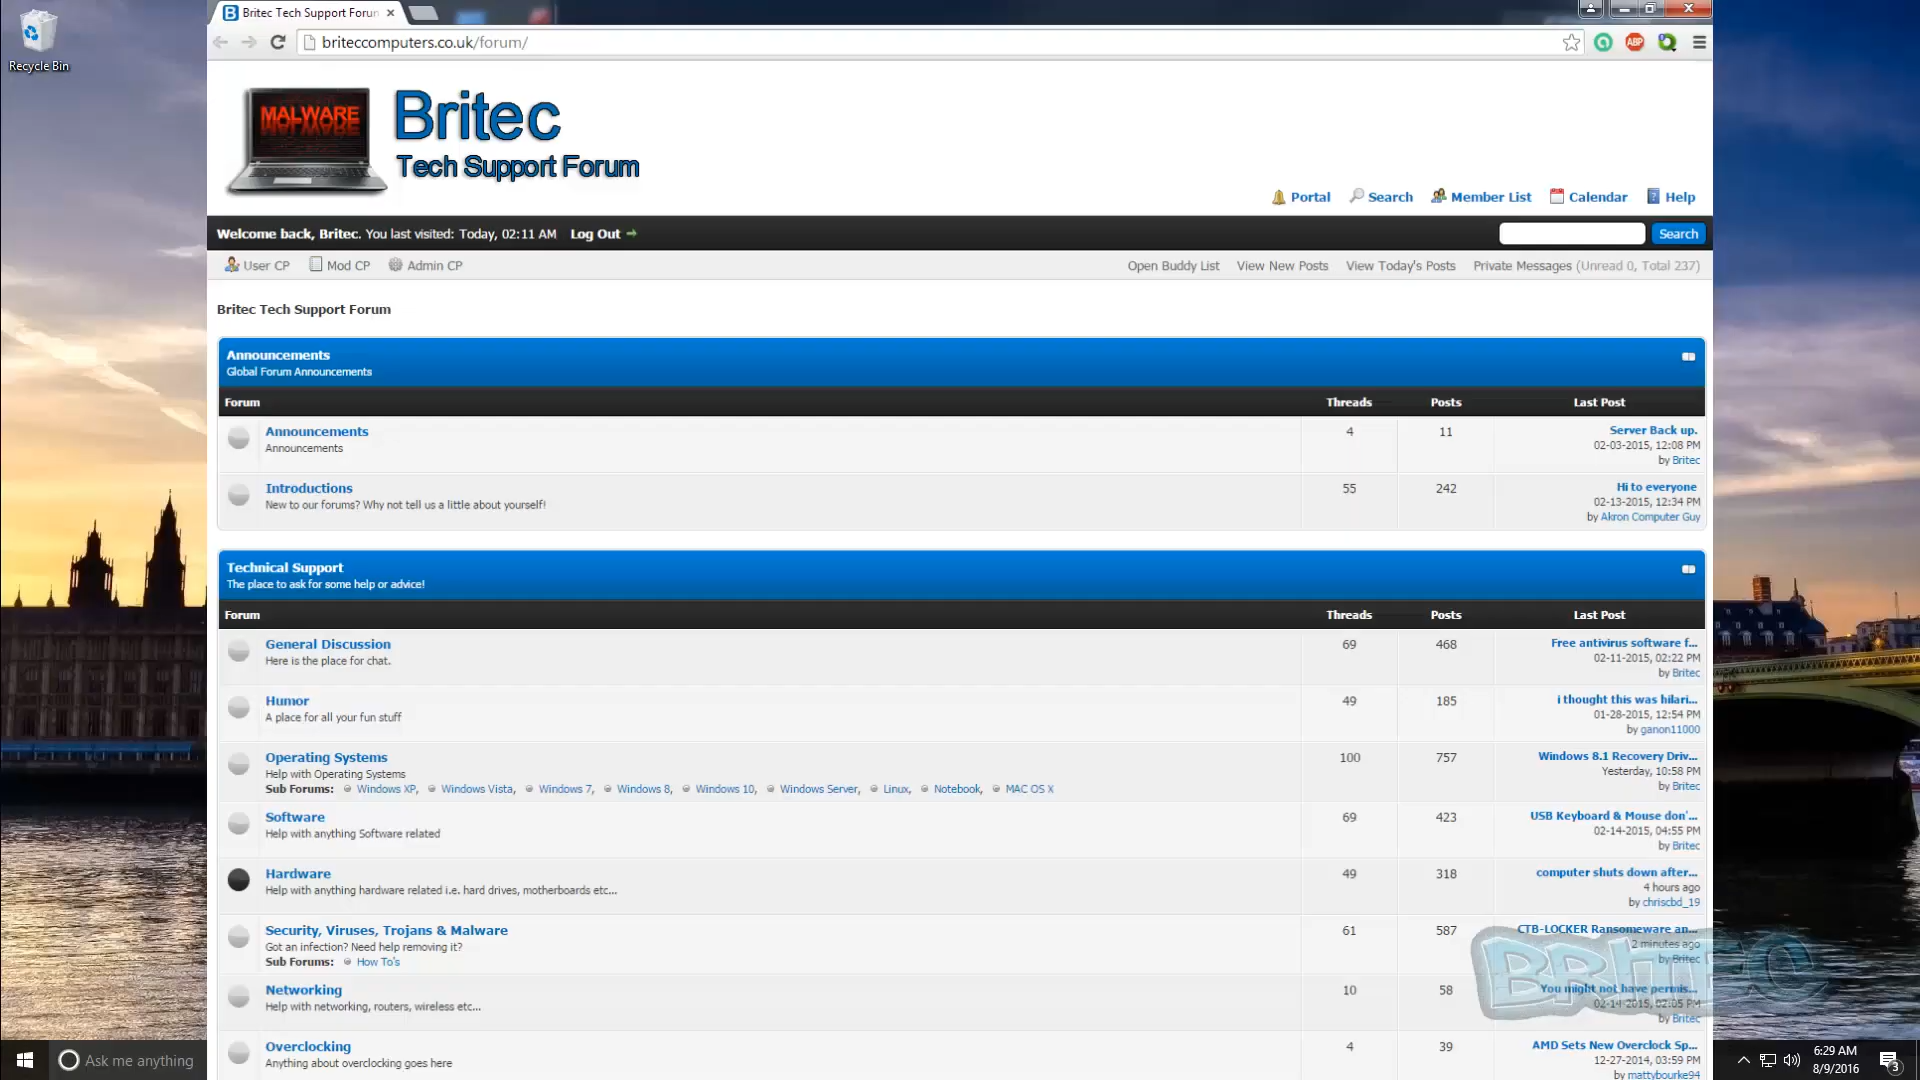 Recycle Bin
Britec Tech Support Forun
briteccomputers.co.uk/forum/
ABP
MALWARE
Britec
Tech Support Forum
Portal Search Member List Calendar Help
Welcome back, Britec. You last visited: Today, 02:11 AM Log Out
Search
User CP Mod CP Admin CP
Open Buddy List View New Posts View Today's Posts Private Messages (Unread 0, Total 237)
Britec Tech Support Forum
Announcements
Global Forum Announcements
Forum Threads Posts Last Post
Announcements
Announcements
4 11
Server Back up.
02-03-2015, 12:08 PM
by Britec
Introductions
New to our forums? Why not tell us a little about yourself!
55 242
Hi to everyone
02-13-2015, 12:34 PM
by Akron Computer Guy
Technical Support
The place to ask for some help or advice!
Forum Threads Posts Last Post
General Discussion
Here is the place for chat.
69 468
Free antivirus software f...
02-11-2015, 02:22 PM
by Britec
Humor
A place for all your fun stuff
49 185
i thought this was hilari...
01-28-2015, 12:54 PM
by ganon11000
Operating Systems
Help with Operating Systems
Sub Forums: Windows XP, Windows Vista, Windows 7, Windows 8, Windows 10, Windows Server, Linux, Notebook, MAC OS X
100 757
Windows 8.1 Recovery Driv...
Yesterday, 10:58 PM
by Britec
Software
Help with anything Software related
69 423
USB Keyboard & Mouse don'...
02-14-2015, 04:55 PM
by Britec
Hardware
Help with anything hardware related i.e. hard drives, motherboards etc...
49 318
computer shuts down after...
4 hours ago
by chriscbd_19
Security, Viruses, Trojans & Malware
Got an infection? Need help removing it?
Sub Forums: How To's
61 587
CTB-LOCKER Ransomeware an...
2 minutes ago
by Britec
Networking
Help with networking, routers, wireless etc...
10 58
You might not have permis...
02-14-2015, 02:05 PM
by Britec
BRITEC
Overclocking
Anything about overclocking goes here
4 39
AMD Sets New Overclock Sp...
12-27-2014, 03:59 PM
by mattybourke94
Ask me anything
6:29 AM
8/9/2016
3